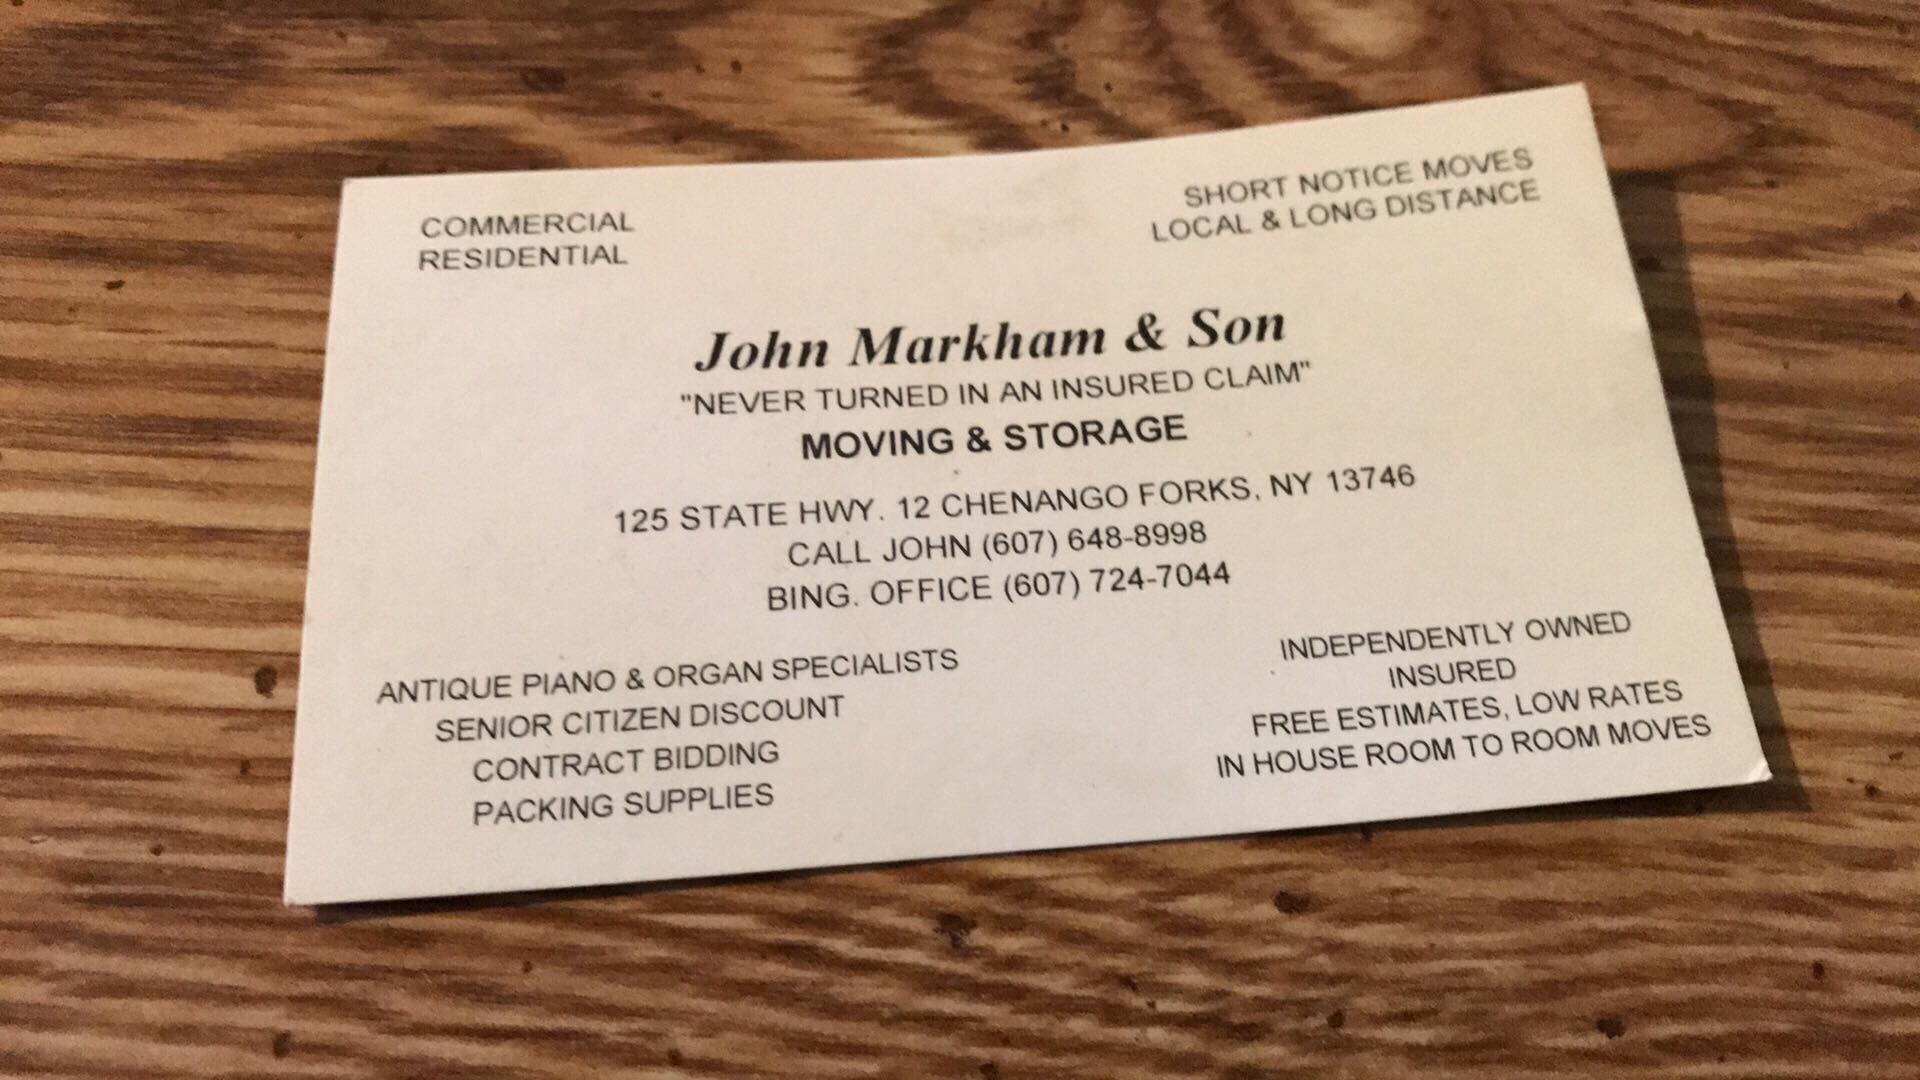 COMMERCIAL
RESIDENTIAL
SHORT NOTICE MOVES
LOCAL & LONG DISTANCE
John Markham & Son
"NEVER TURNED IN AN INSURED CLAIM"
MOVING & STORAGE
125 STATE HWY. 12 CHENANGO FORKS, NY 13746
CALL JOHN (607) 648-8998
BING. OFFICE (607) 724-7044
ANTIQUE PIANO & ORGAN SPECIALISTS
SENIOR CITIZEN DISCOUNT
CONTRACT BIDDING
PACKING SUPPLIES
INDEPENDENTLY OWNED
INSURED
FREE ESTIMATES, LOW RATES
IN HOUSE ROOM TO ROOM MOVES